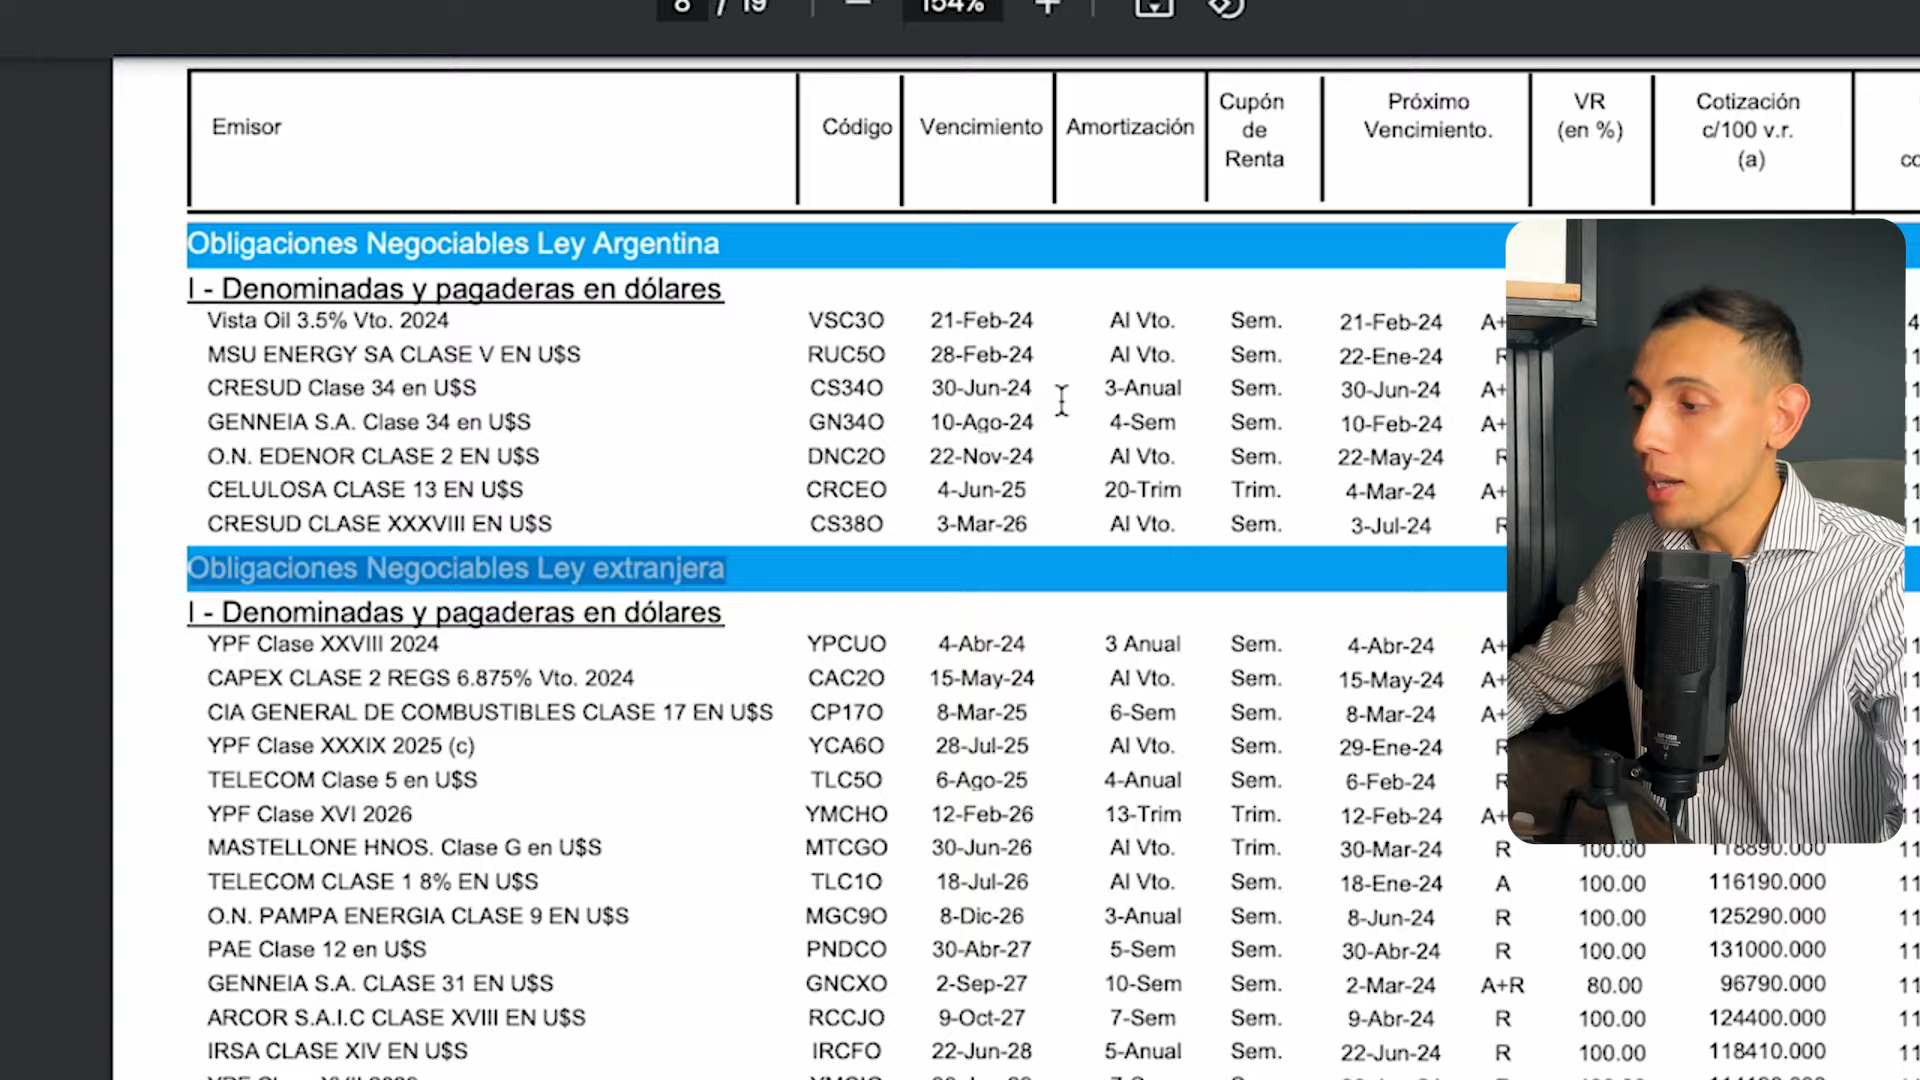 8 / 19 154%
Emisor Código Vencimiento Amortización Cupón de Renta Próximo Vencimiento. VR (en %) Cotización c/100 v.r. (a)
Obligaciones Negociables Ley Argentina
I - Denominadas y pagaderas en dólares
Vista Oil 3.5% Vto. 2024 VSC3O 21-Feb-24 Al Vto. Sem. 21-Feb-24
MSU ENERGY SA CLASE V EN U$S RUC5O 28-Feb-24 Al Vto. Sem. 22-Ene-24
CRESUD Clase 34 en U$S CS34O 30-Jun-24 3-Anual Sem. 30-Jun-24
GENNEIA S.A. Clase 34 en U$S GN34O 10-Ago-24 4-Sem Sem. 10-Feb-24
O.N. EDENOR CLASE 2 EN U$S DNC2O 22-Nov-24 Al Vto. Sem. 22-May-24
CELULOSA CLASE 13 EN U$S CRCEO 4-Jun-25 20-Trim Trim. 4-Mar-24
CRESUD CLASE XXXVIII EN U$S CS38O 3-Mar-26 Al Vto. Sem. 3-Jul-24
Obligaciones Negociables Ley extranjera
I - Denominadas y pagaderas en dólares
YPF Clase XXVIII 2024 YPCUO 4-Abr-24 3 Anual Sem. 4-Abr-24
CAPEX CLASE 2 REGS 6.875% Vto. 2024 CAC2O 15-May-24 Al Vto. Sem. 15-May-24
CIA GENERAL DE COMBUSTIBLES CLASE 17 EN U$S CP17O 8-Mar-25 6-Sem Sem. 8-Mar-24
YPF Clase XXXIX 2025 (c) YCA6O 28-Jul-25 Al Vto. Sem. 29-Ene-24
TELECOM Clase 5 en U$S TLC5O 6-Ago-25 4-Anual Sem. 6-Feb-24
YPF Clase XVI 2026 YMCHO 12-Feb-26 13-Trim Trim. 12-Feb-24
MASTELLONE HNOS. Clase G en U$S MTCGO 30-Jun-26 Al Vto. Trim. 30-Mar-24 R 100.00 118890.000
TELECOM CLASE 1 8% EN U$S TLC1O 18-Jul-26 Al Vto. Sem. 18-Ene-24 A 100.00 116190.000
O.N. PAMPA ENERGIA CLASE 9 EN U$S MGC9O 8-Dic-26 3-Anual Sem. 8-Jun-24 R 100.00 125290.000
PAE Clase 12 en U$S PNDCO 30-Abr-27 5-Sem Sem. 30-Abr-24 R 100.00 131000.000
GENNEIA S.A. CLASE 31 EN U$S GNCXO 2-Sep-27 10-Sem Sem. 2-Mar-24 A+R 80.00 96790.000
ARCOR S.A.I.C CLASE XVIII EN U$S RCCJO 9-Oct-27 7-Sem Sem. 9-Abr-24 R 100.00 124400.000
IRSA CLASE XIV EN U$S IRCFO 22-Jun-28 5-Anual Sem. 22-Jun-24 R 100.00 118410.000